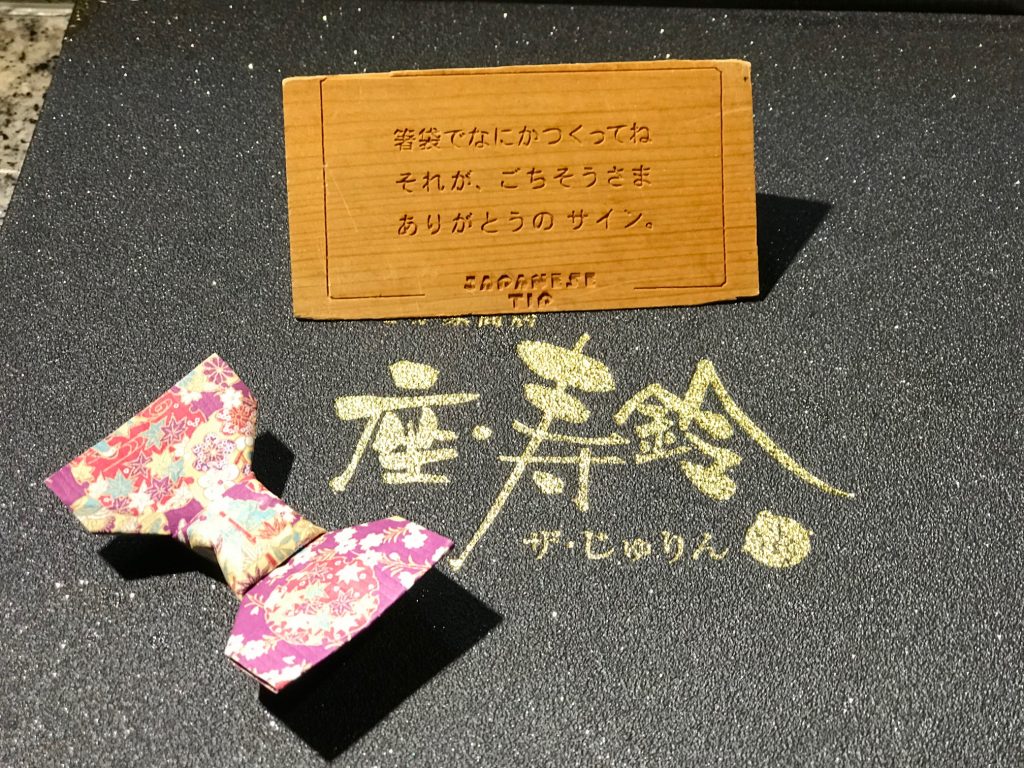 箸袋でなにかつくってね
それが、ごちそうさま
ありがとうの サイン。
JAPANESE
TIP
座・寿鈴
ザ・じゅりん